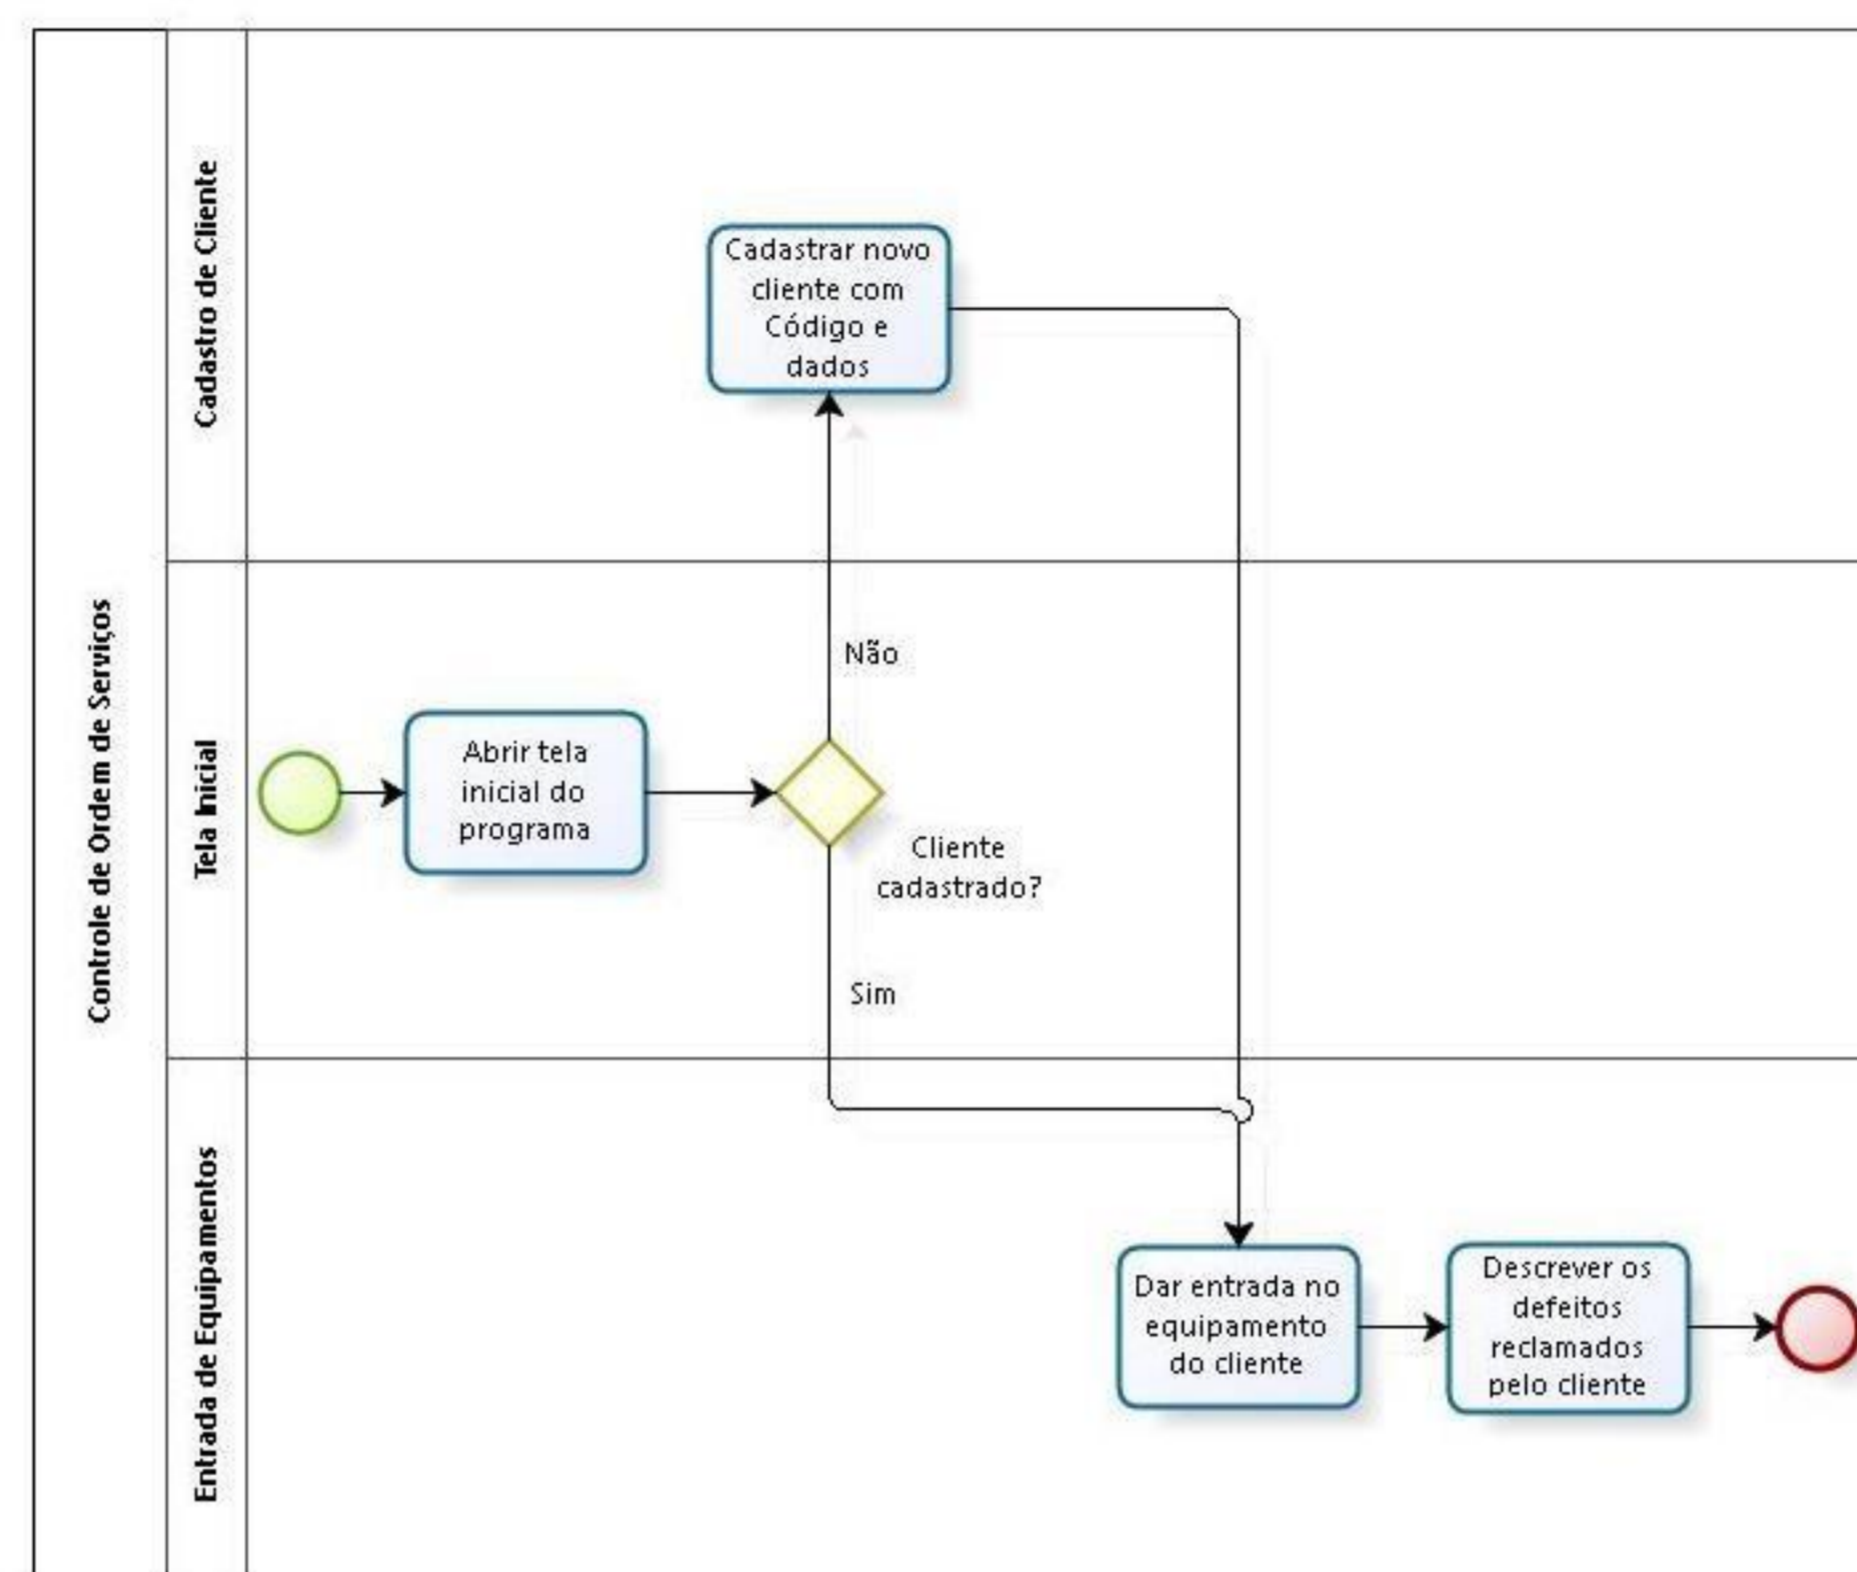 Controle de Ordem de Serviços
Cadastro de Cliente
Cadastrar novo
cliente com
Código e
dados
Tela Inicial
Abrir tela
inicial do
programa
Não
Cliente
cadastrado?
Sim
Entrada de Equipamentos
Dar entrada no
equipamento
do cliente
Descrever os
defeitos
reclamados
pelo cliente